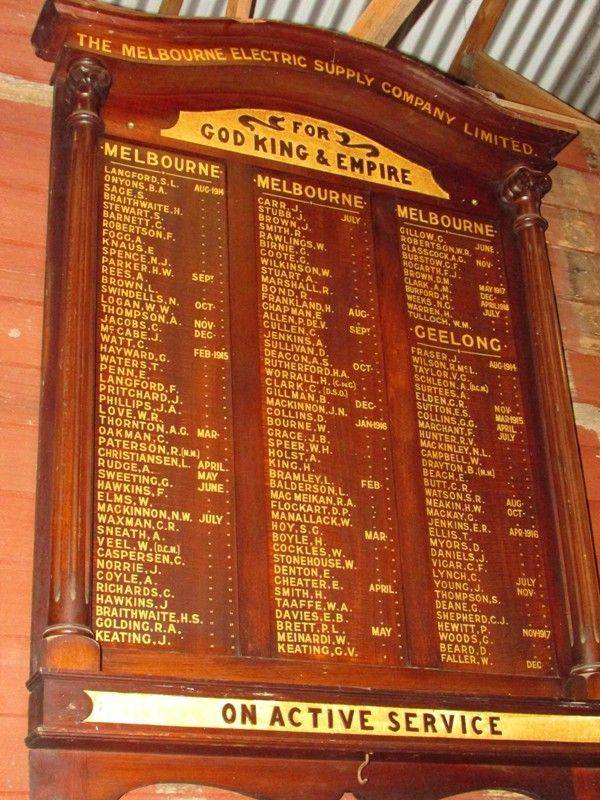 THE MELBOURNE ELECTRIC SUPPLY COMPANY LIMITED.
FOR
GOD KING & EMPIRE
MELBOURNE
LANGFORD, S.L. AUG-1914
ONYONS, B.A.
SAGE, S.
BRAITHWAITE, H.
STEWART, S.
BARNETT, C.
ROBERTSON, F.
FOGG, A.
KNAUS, E.
SPENCE, N.J.
PARKER, H.W. SEPT
REES, A.
BROWN, L.
SWINDELLS, N. OCT
LOGAN, W.W.
THOMPSON, A. NOV
JACOBS, C. DEC
McCABE, J.
WATT, C.
HAYWARD, G. FEB-1915
WATERS, T.
PENN, E.
LANGFORD, F.
PRITCHARD, J.
PHILLIPS, J.A.
LOVE, W.R.
THORNTON, A.G. MAR
OAKMAN, C.
PATERSON, R. (M.M)
CHRISTIANSEN, L. APRIL
RUDGE, A. MAY
SWEETING, G. JUNE
HAWKINS, F.
ELMS, W.
MACKINNON, N.W. JULY
WAXMAN, C.R.
SNEATH, A.
VEEL, W. (D.C.M.)
CASPERSEN, C.
NORRIE, J.
COYLE, A.
RICHARDS, C.
HAWKINS, J
BRAITHWAITE, H.S.
GOLDING, R.A.
KEATING, J.
MELBOURNE
CARR, J. JULY
STUBB, J.
BROWN, J.
SMITH, R.
RAWLINGS, W.
BIRNIE, C.
COOTE, G.
WILKINSON, W.
STUART, C.
MARSHALL, R.
BOND, R.
FRANKLAND, H. AUG
CHAPMAN, E.
ALLEN, P. DE V. SEPT
CULLEN, C.
JENKINS, A.
SULLIVAN, D.
DEACON, A.S. OCT
RUTHERFORD, H.A.
WORRALL, H.
CLARK, C. (D.S.O.)
GILLMAN, B. DEC
MACKINNON, J.N.
COLLINS, D. JAN-1916
BOURNE, W.
GRACE, J.B.
SPEER, W.H.
HOLST, A.
KING, H.
BRAMLEY, L. FEB
BALDERSON, L.
MACMEIKAN, R.A.
FLOCKART, D.P.
MANALLACK, W.
HOY, S.G. MAR
BOYLE, H.
COCKLES, W.
STONEHOUSE, W.
DENTON, E.
CHEATER, E. APRIL
SMITH, H.
TAAFFE, W.A.
DAVIES, E.B.
BRETT, P.L. MAY
MEINARDI, W.
KEATING, G.V.
MELBOURNE
GILLOW, G. JUNE
ROBERTSON, W.R.
GLASSCOCK, A.G. NOV
BURSTOW, G.F.
HOGARTH, F.J
BROWN, D.M.
CLARK, A.M. MAY 1917
BURFORD, H. DEC
WEEKS, N.C. APRIL 1918
WARREN, H. JULY
TULLOCH, W.M.
GEELONG
FRASER, J. AUG-1914
WILSON, R.McL.
TAYLOR, V.C.
SCHLEON, A. (D.C.M.)
SURTEES, A.
ELDEN, C.R. NOV
SUTTON, E.S. MAR-1915
COLLINS, G.G. APRIL
MARCHANT, F. JULY
HUNTER, R.V.
MACKINLEY, N.L.
CAMPBELL, W.
DRAYTON, B. (M.M.)
BEACH, F.
BUTT, C.R.
WATSON, S.R. AUG
MEAKIN, H.W. OCT
MACKAY, G.
JENKINS, E.R. APR-1916
ELLIS, T.
MYORS, D.
DANIELS, J.
VICAR, C.F.
LYNCH, C. JULY
YOUNG, J. NOV
THOMPSON, S.
DEANE, G.
SHEPHERD, C.J.
HEWITT, P. NOV 1917
WOODS, G.
BEARD, D.
FALLER, W. DEC
ON ACTIVE SERVICE